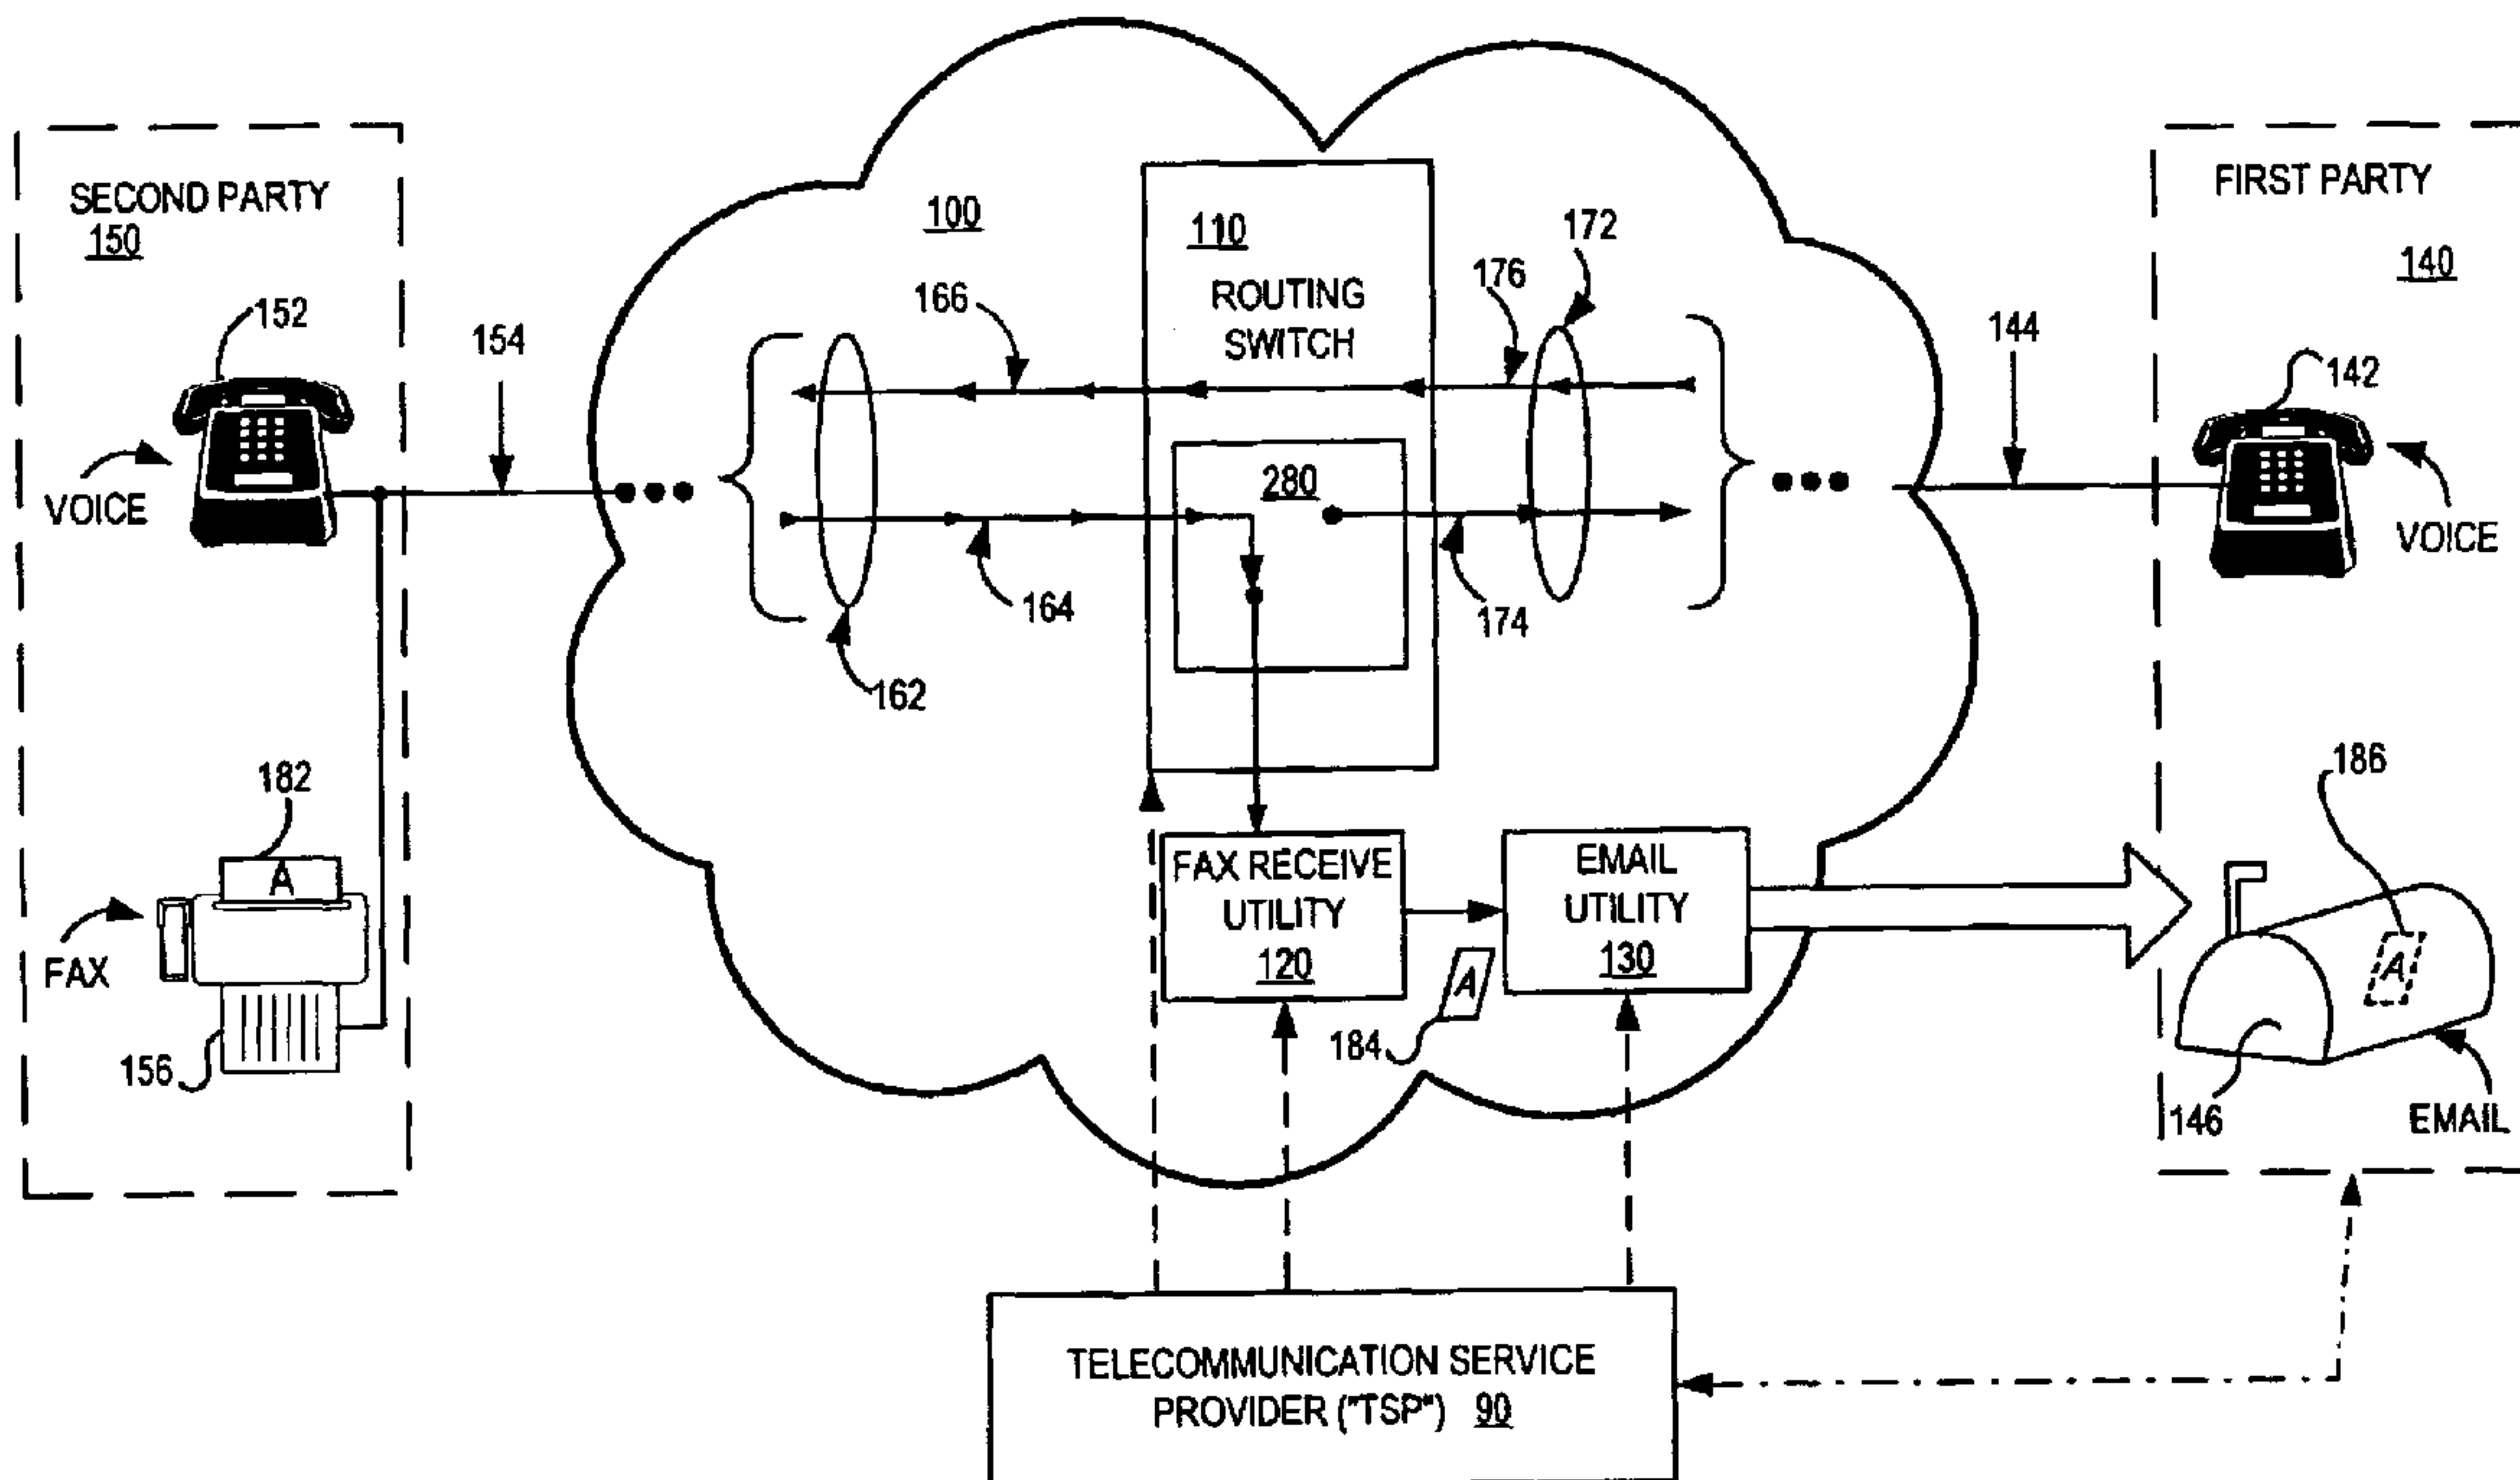 SECOND PARTY
150
152
154
VOICE
182
A
FAX
156
100
110
ROUTING
SWITCH
166
176
172
280
164
174
162
FAX RECEIVE
UTILITY
120
EMAIL
UTILITY
130
A
184
144
FIRST PARTY
140
142
VOICE
186
A
146
EMAIL
TELECOMMUNICATION SERVICE
PROVIDER ("TSP") 90